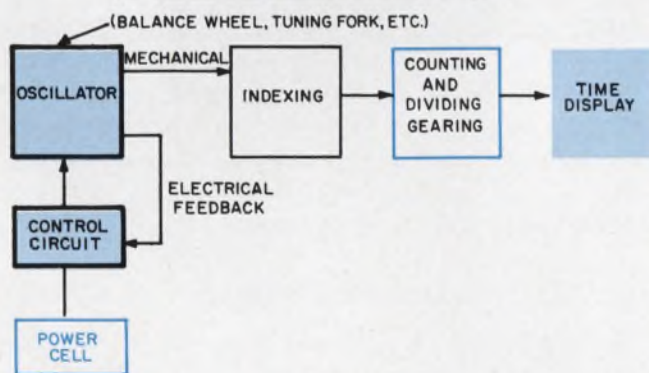 (BALANCE WHEEL, TUNING FORK, ETC.)
MECHANICAL
OSCILLATOR
INDEXING
COUNTING
AND
DIVIDING
GEARING
TIME
DISPLAY
ELECTRICAL
FEEDBACK
CONTROL
CIRCUIT
POWER
CELL